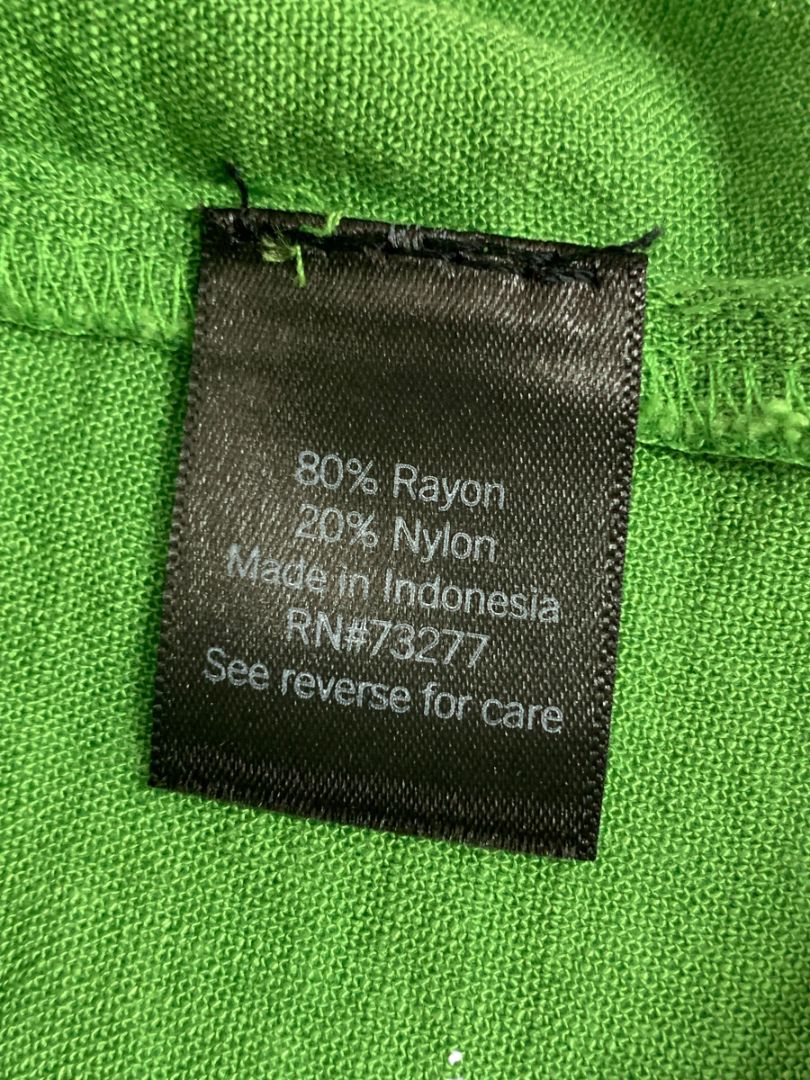 80% Rayon
20% Nylon
Made in Indonesia
RN#73277
See reverse for care